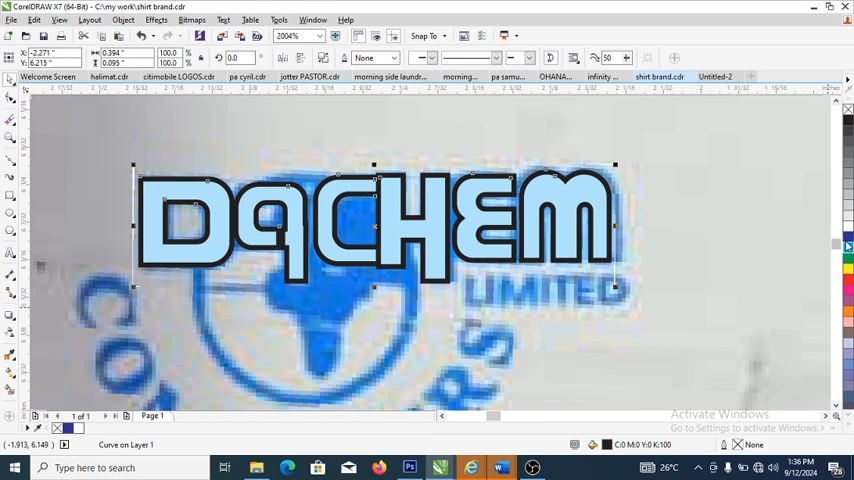 CorelDRAW X7 (64-Bit) - C:\my work\shirt brand.cdr
File Edit View Layout Object Effects Bitmaps Text Table Tools Window Help
2004% Snap To
X: -2.271 " 0.394 " 100.0 %
Y: 6.215 " 0.095 " 100.0 % 0.0 None 50
Welcome Screen halimat.cdr citimobile LOGOS.cdr pa cyril.cdr jotter PASTOR.cdr morning side laundr... morning... pa samu... OHANA... infinity ... shirt brand.cdr Untitled-2
inches
DaCHEM
LIMITED
1 of 1 Page 1
Activate Windows
Go to Settings to activate Windows.
(-1.913, 6.149) Curve on Layer 1 C:0 M:0 Y:0 K:100 None
Type here to search 26°C 1:36 PM
9/12/2024 28